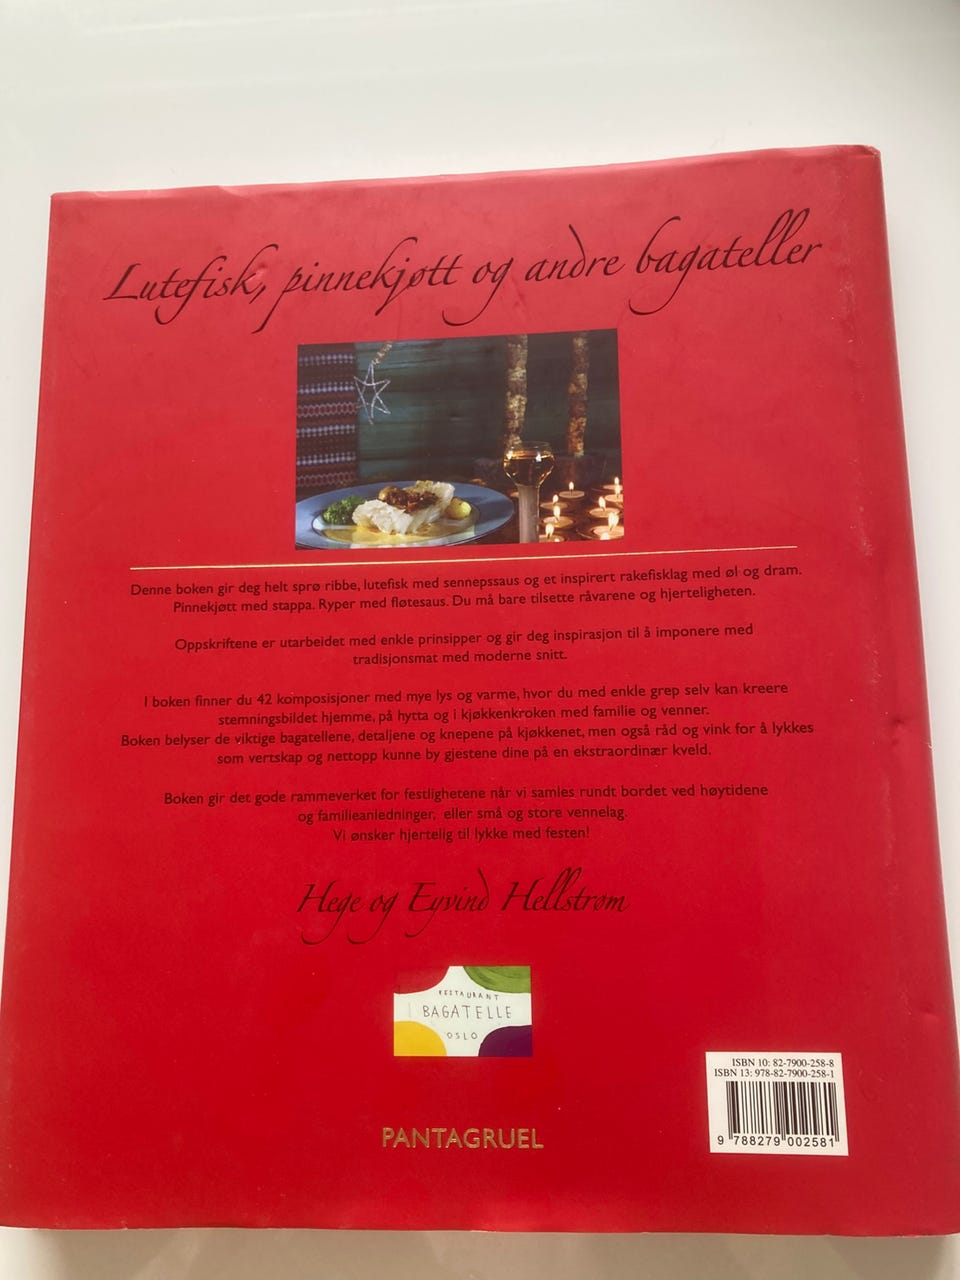 Lutefisk, pinnekjøtt og andre bagateller
Denne boken gir deg helt sprø ribbe, lutefisk med sennepssaus og et inspirert rakefisklag med øl og dram.
Pinnekjøtt med stappa. Ryper med fløtesaus. Du må bare tilsette råvarene og hjerteligheten.
Oppskriftene er utarbeidet med enkle prinsipper og gir deg inspirasjon til å imponere med
tradisjonsmat med moderne snitt.
I boken finner du 42 komposisjoner med mye lys og varme, hvor du med enkle grep selv kan kreere
stemningsbildet hjemme, på hytta og i kjøkkenkroken med familie og venner.
Boken belyser de viktige bagatellene, detaljene og knepene på kjøkkenet, men også råd og vink for å lykkes
som vertskap og nettopp kunne by gjestene dine på en ekstraordinær kveld.
Boken gir det gode rammeverket for festlighetene når vi samles rundt bordet ved høytidene
og familieanledninger, eller små og store vennelag.
Vi ønsker hjertelig til lykke med festen!
Hege og Eyvind Hellstrøm
RESTAURANT
BAGATELLE
OSLO
ISBN 10: 82-7900-258-8
ISBN 13: 978-82-7900-258-1
9 788279 002581
PANTAGRUEL